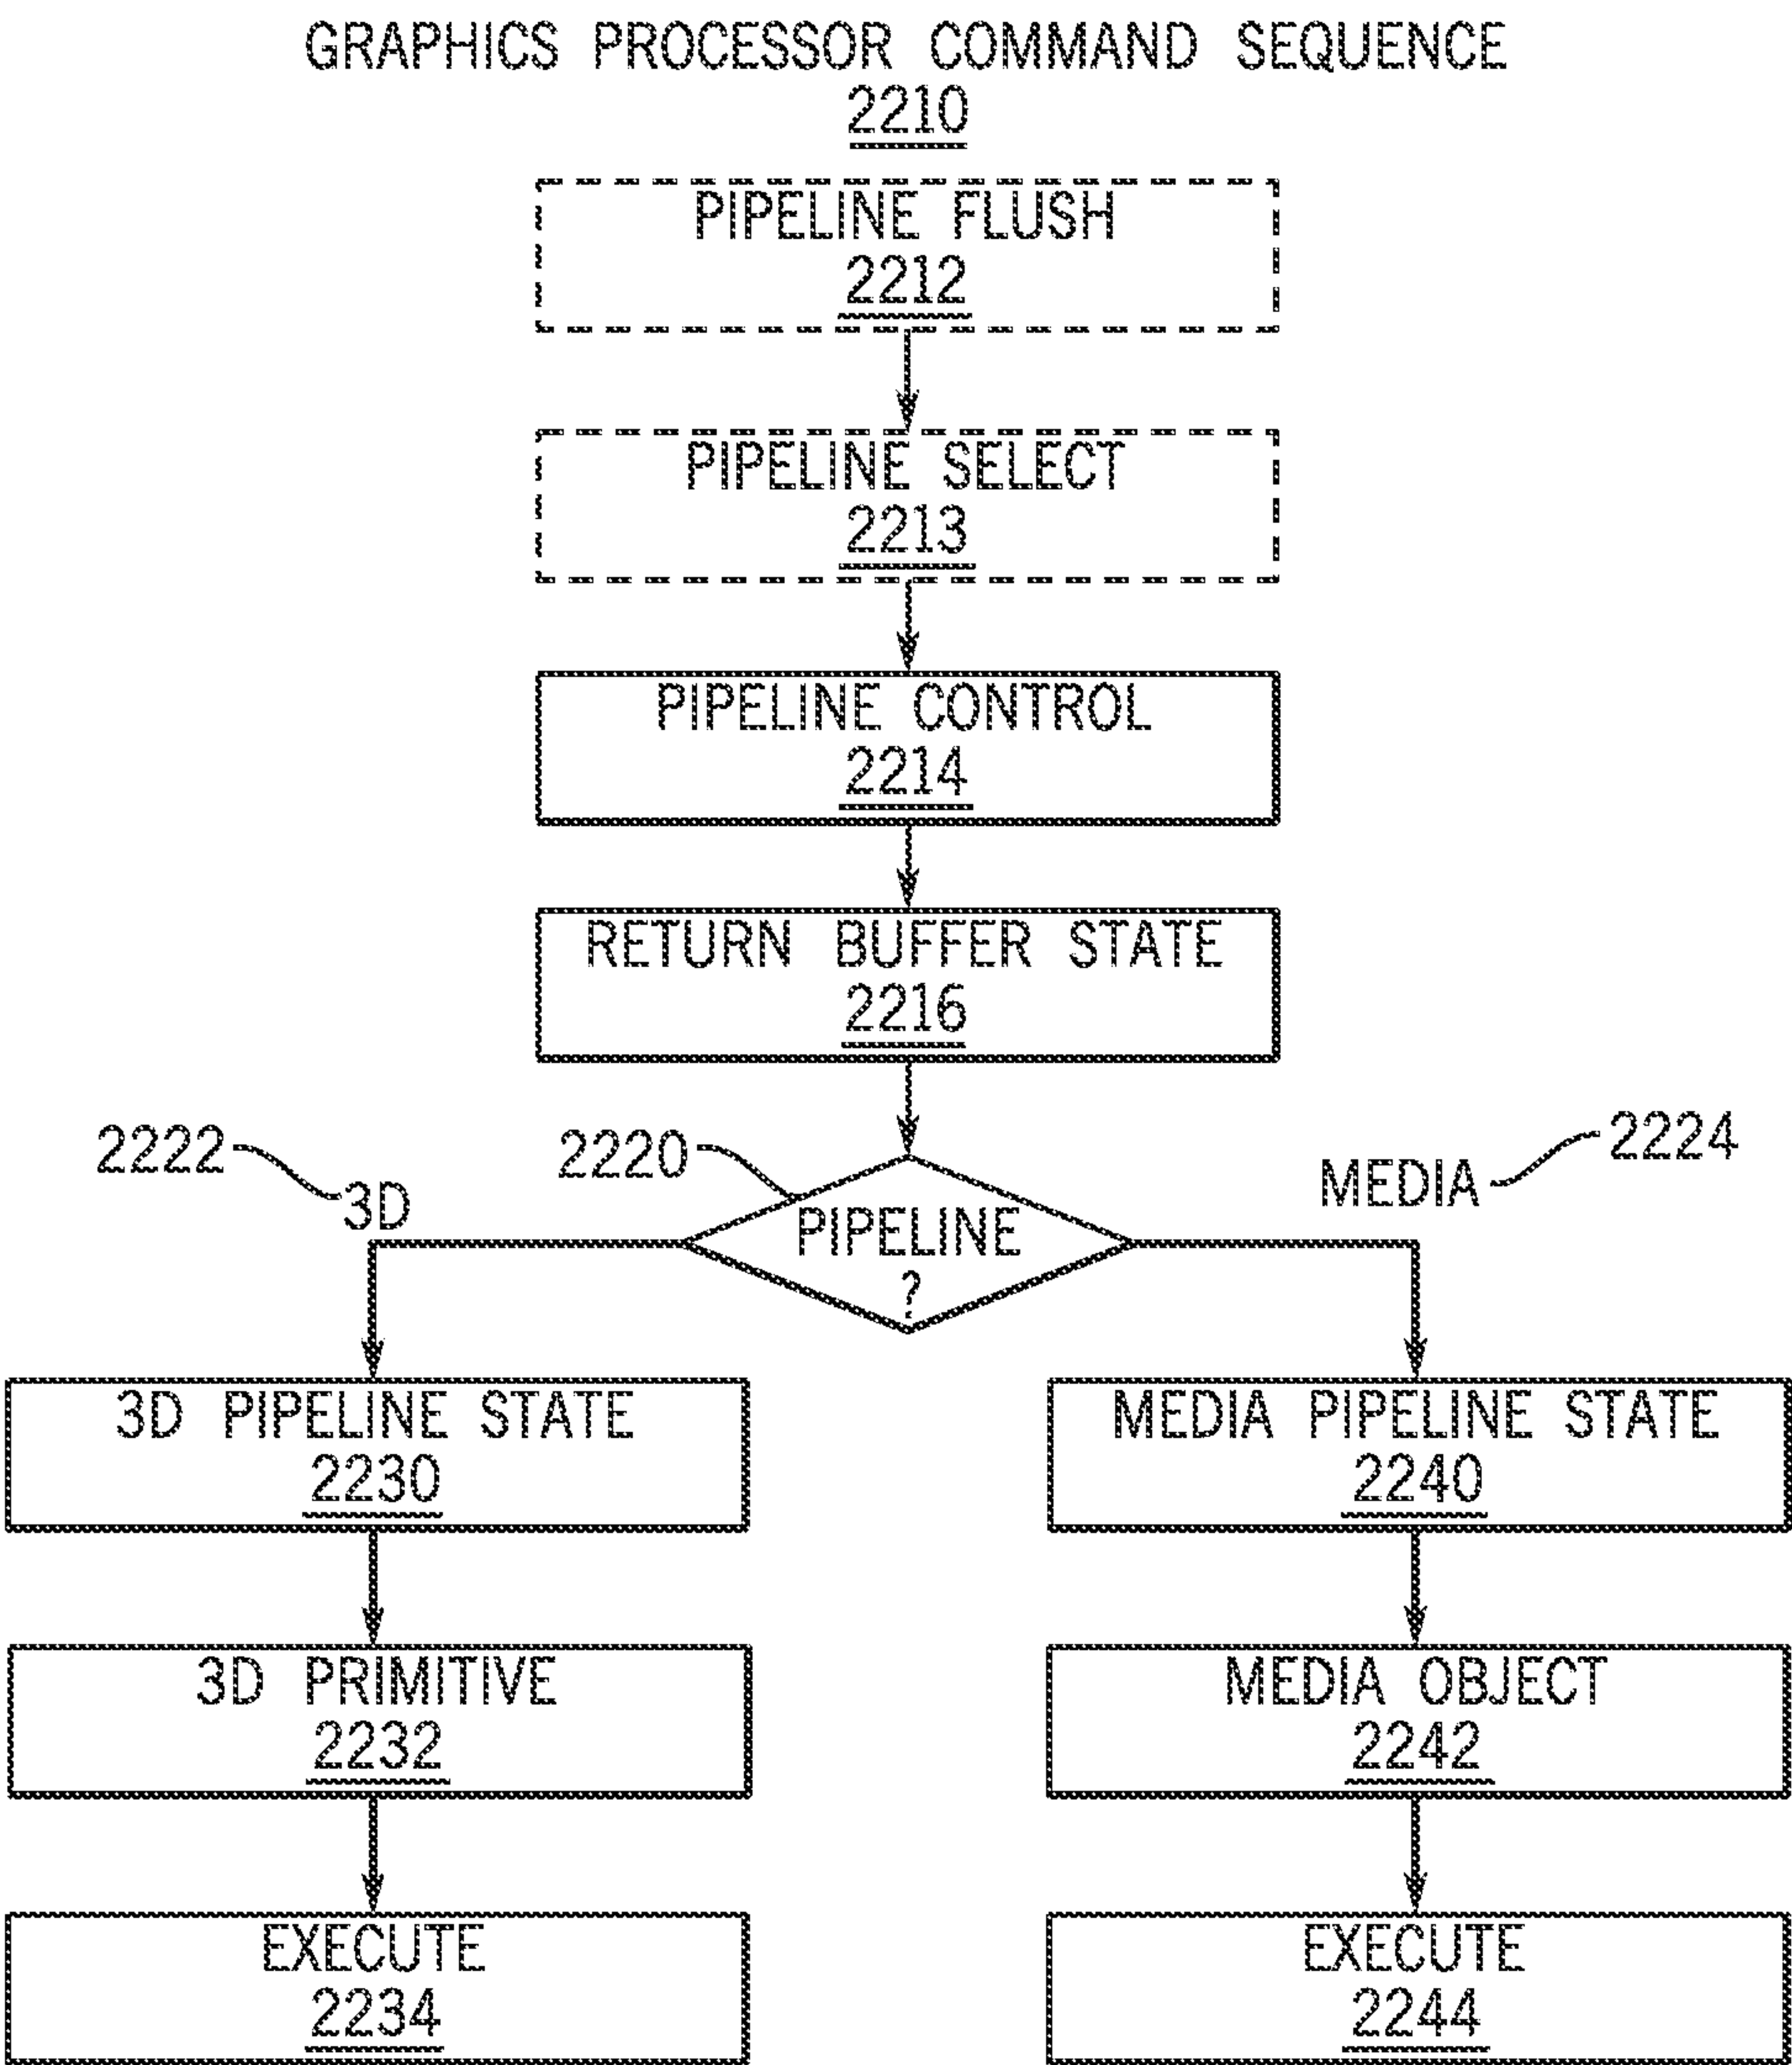 GRAPHICS PROCESSOR COMMAND SEQUENCE
2210
PIPELINE FLUSH
2212
PIPELINE SELECT
2213
PIPELINE CONTROL
2214
RETURN BUFFER STATE
2216
2222
3D
2220
PIPELINE
?
MEDIA
2224
3D PIPELINE STATE
2230
MEDIA PIPELINE STATE
2240
3D PRIMITIVE
2232
MEDIA OBJECT
2242
EXECUTE
2234
EXECUTE
2244